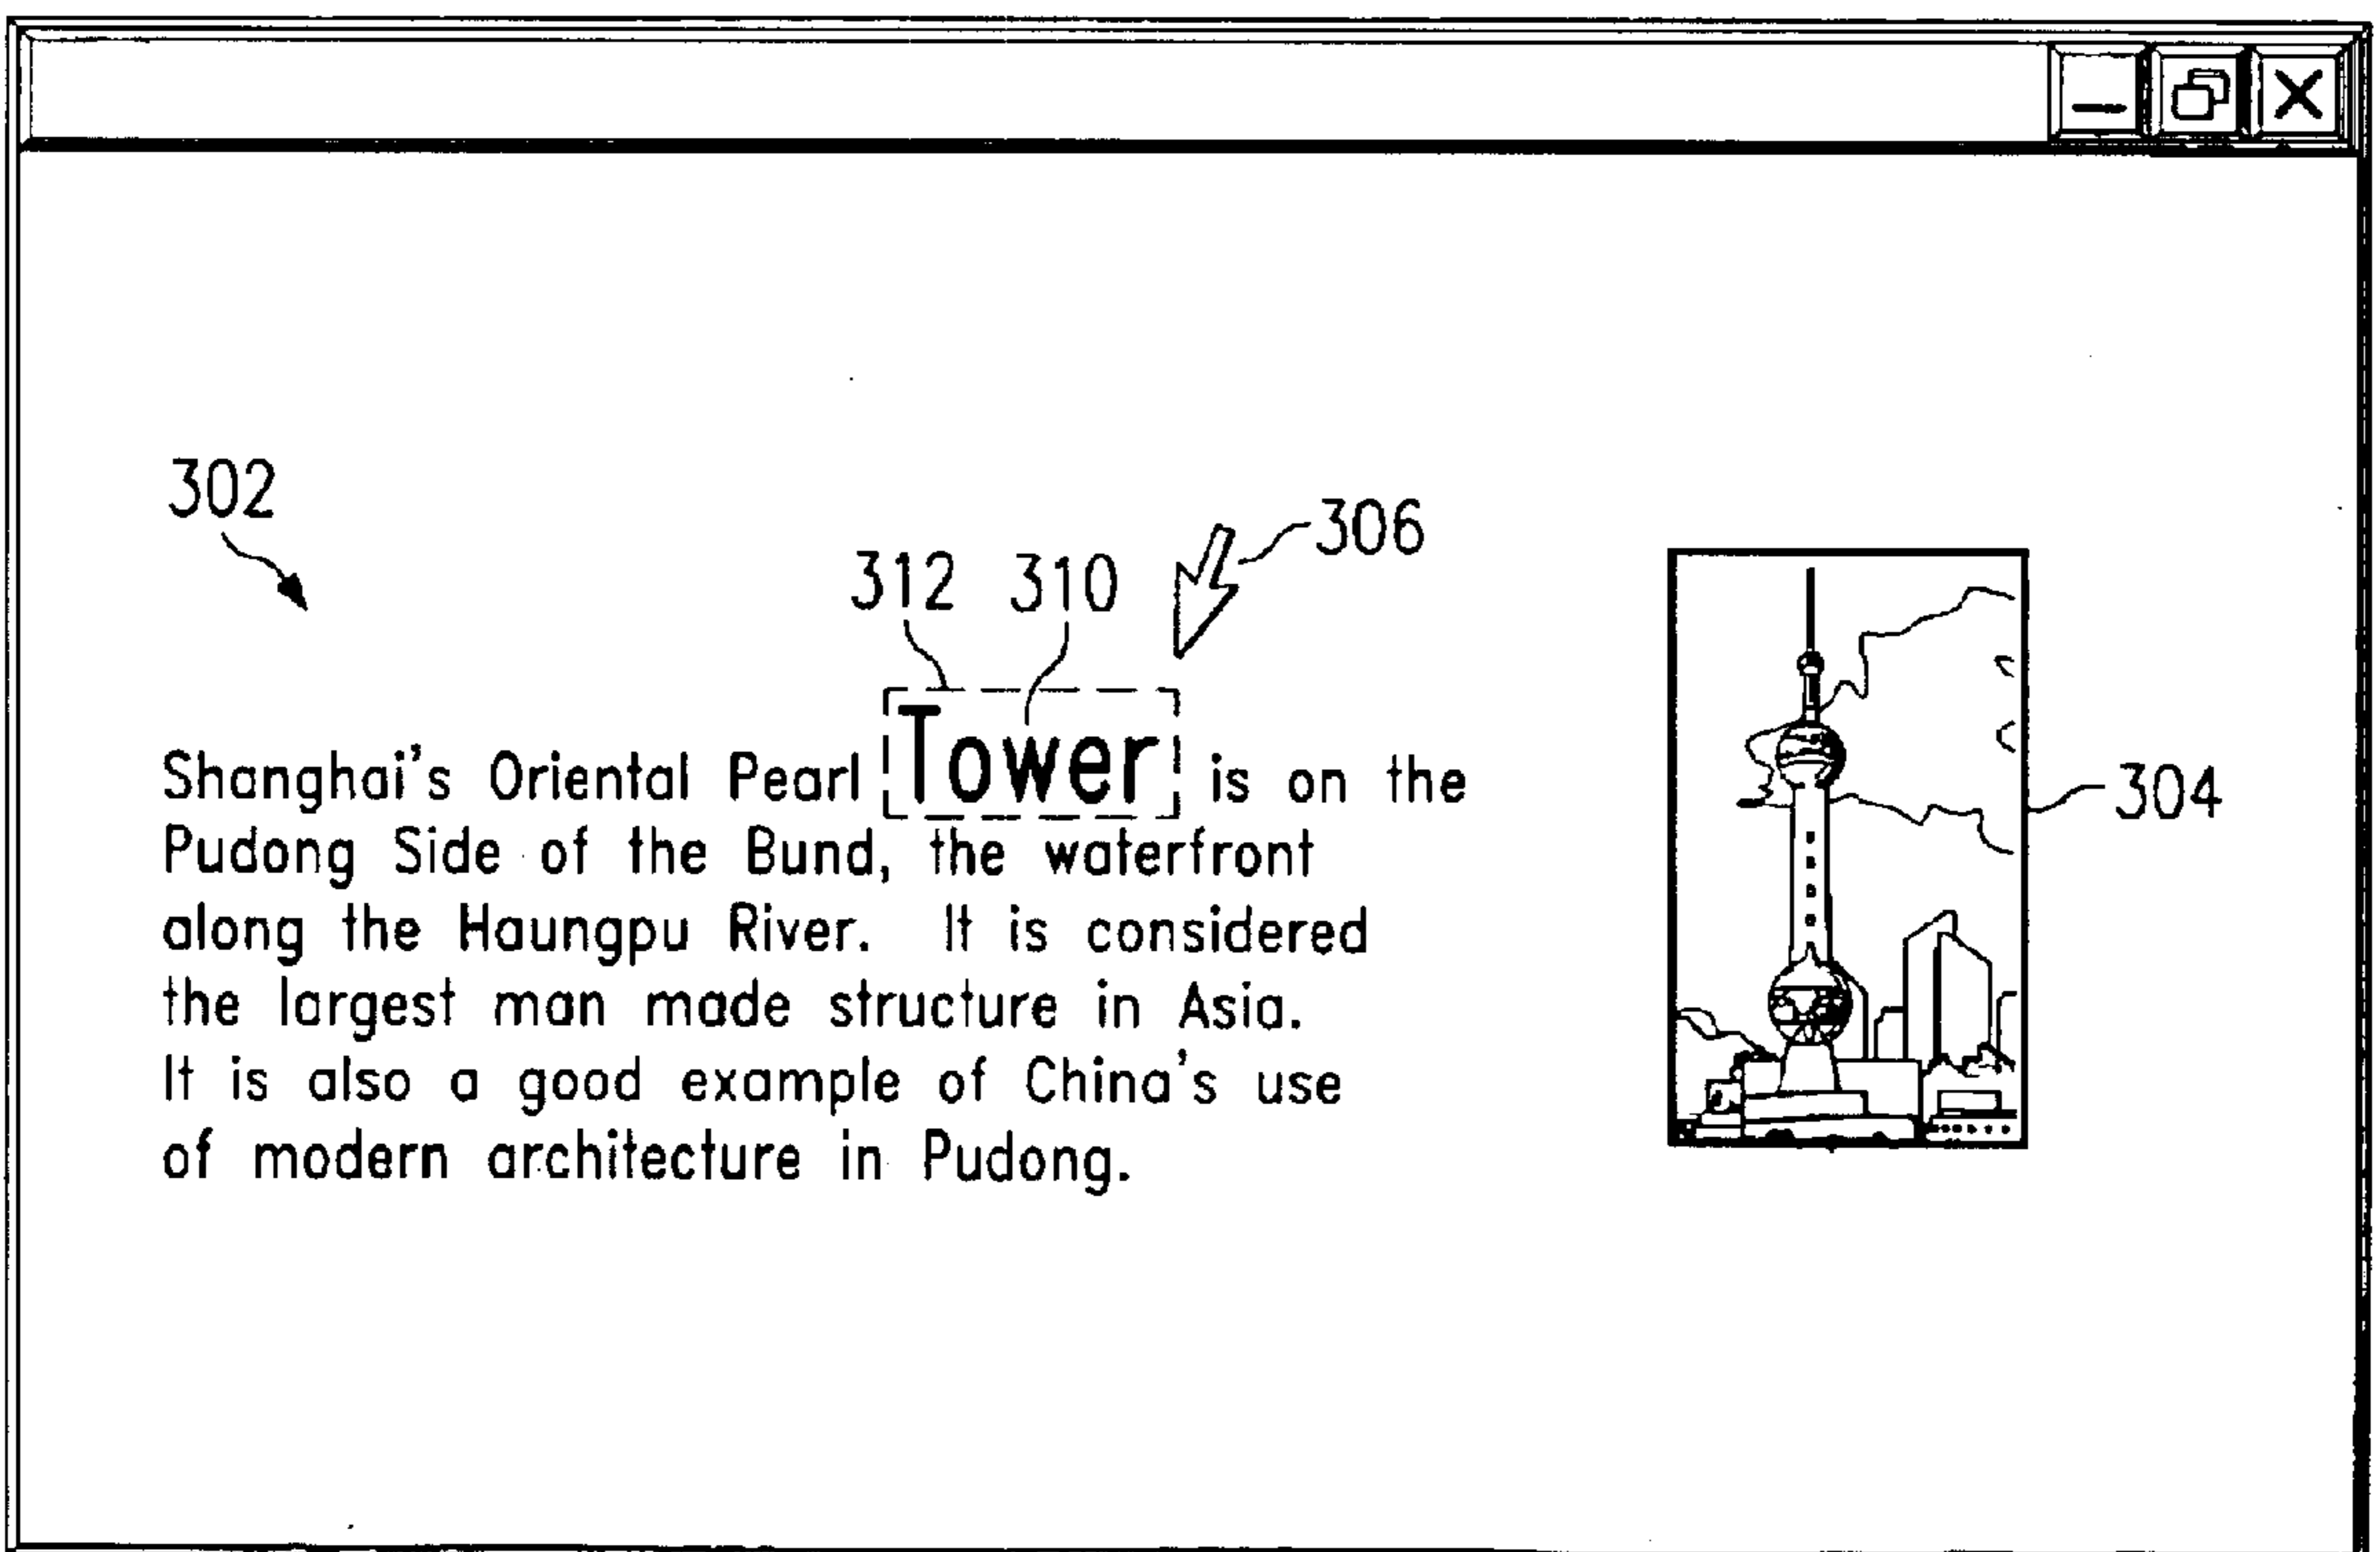 302
306
312 310
Shanghai's Oriental Pearl Tower is on the
Pudong Side of the Bund, the waterfront
304
along the Haungpu River. It is considered
the largest man made structure in Asia.
It is also a good example of China's use
of modern architecture in Pudong.